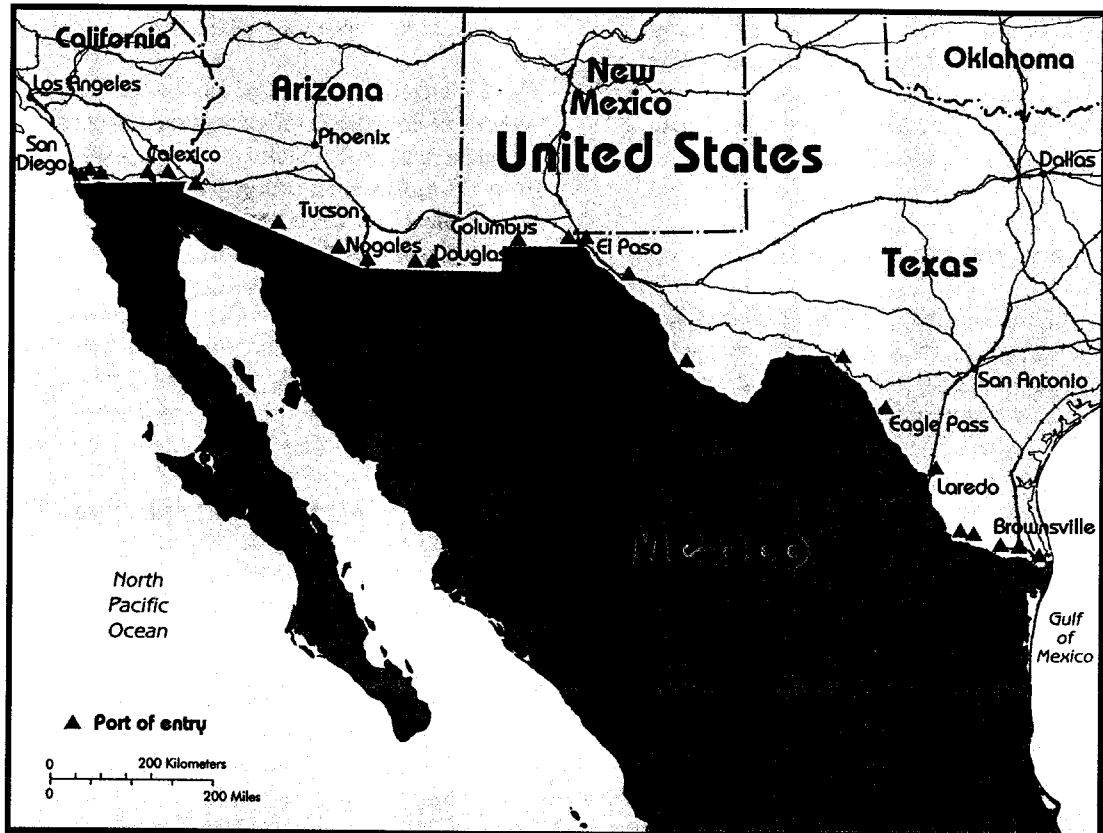 California
Los Angeles
San
Diego
Calexico
Arizona
Phoenix
Tucson
Nogales
Douglas
New
Mexico
United States
Columbus
El Paso
Oklahoma
Dallas
Texas
San Antonio
Eagle Pass
Laredo
Brownsville
Mexico
North
Pacific
Ocean
Gulf
of
Mexico
Port of entry
0 200 Kilometers
0 200 Miles